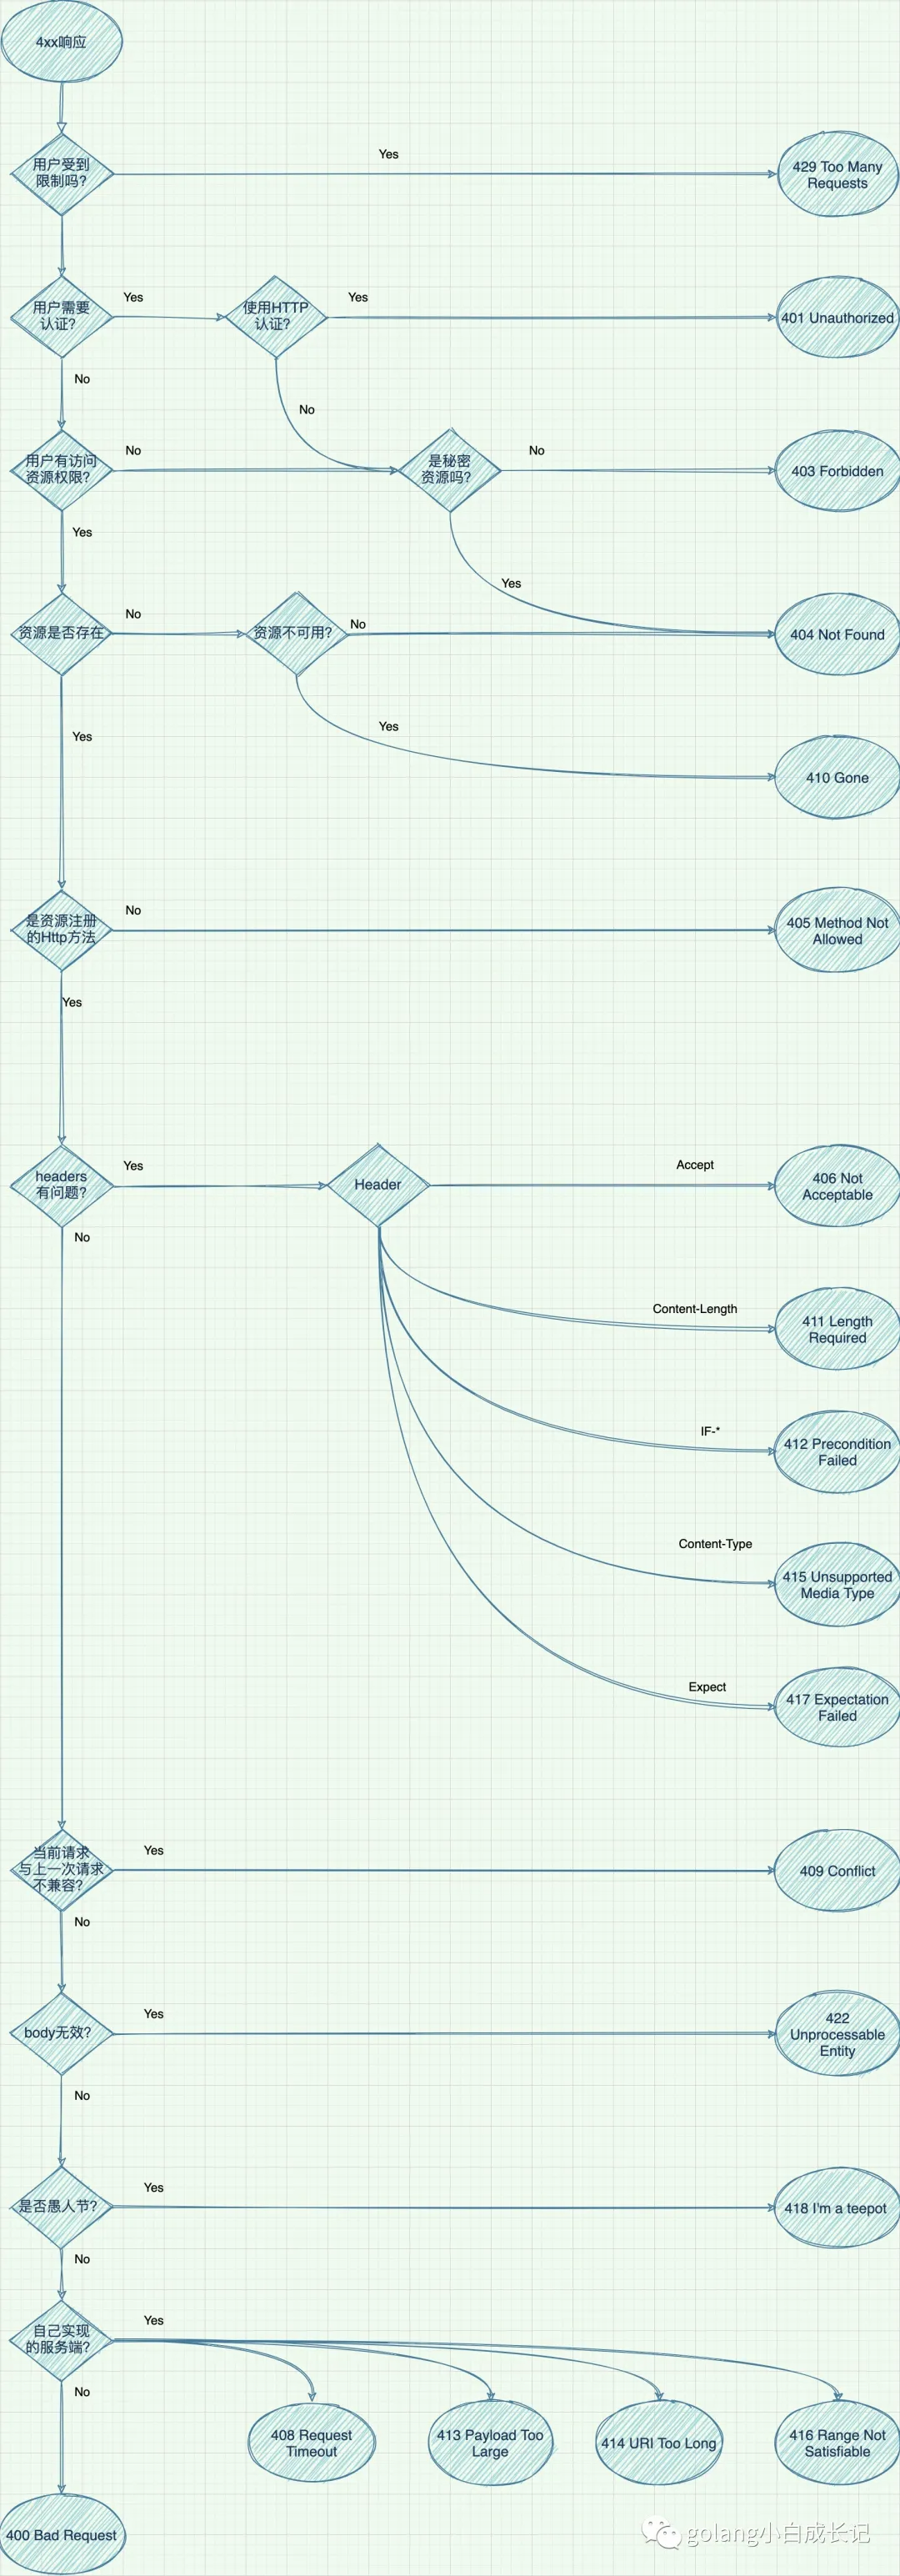 4xx响应
用户受到
限制吗?
Yes
429 Too Many
Requests
用户需要
认证?
Yes
使用HTTP
认证?
Yes
401 Unauthorized
No
No
用户有访问
资源权限?
No
是秘密
资源吗?
No
403 Forbidden
Yes
Yes
资源是否存在
No
资源不可用?
No
404 Not Found
Yes
Yes
410 Gone
是资源注册
的Http方法
No
405 Method Not
Allowed
Yes
headers
有问题?
Yes
Header
Accept
406 Not
Acceptable
No
Content-Length
411 Length
Required
IF-*
412 Precondition
Failed
Content-Type
415 Unsupported
Media Type
Expect
417 Expectation
Failed
当前请求
与上一次请求
不兼容?
Yes
409 Conflict
No
body无效?
Yes
422
Unprocessable
Entity
No
是否愚人节?
Yes
418 I'm a teepot
No
自己实现
的服务端?
Yes
No
408 Request
Timeout
413 Payload Too
Large
414 URI Too Long
416 Range Not
Satisfiable
400 Bad Request
golang小白成长记